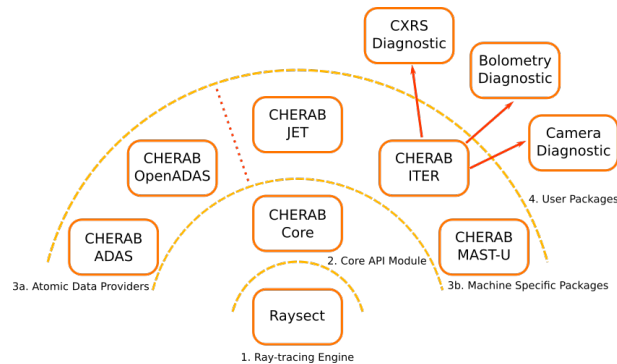 CXRS
Diagnostic
Bolometry
Diagnostic
CHERAB
JET
Camera
Diagnostic
CHERAB
OpenADAS
CHERAB
ITER
4. User Packages
CHERAB
Core
CHERAB
ADAS
CHERAB
MAST-U
2. Core API Module
3a. Atomic Data Providers
3b. Machine Specific Packages
Raysect
1. Ray-tracing Engine